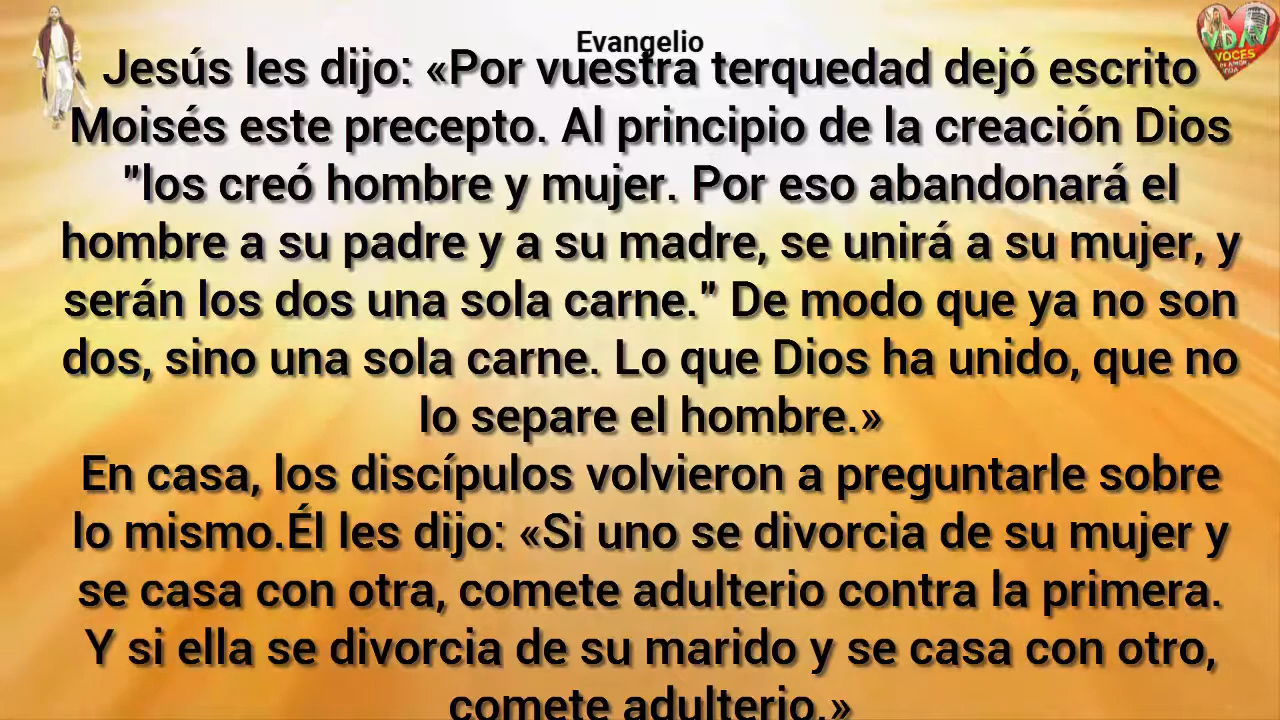 Evangelio
Jesús les dijo: «Por vuestra terquedad dejó escrito
Moisés este precepto. Al principio de la creación Dios
"los creó hombre y mujer. Por eso abandonará el
hombre a su padre y a su madre, se unirá a su mujer, y
serán los dos una sola carne." De modo que ya no son
dos, sino una sola carne. Lo que Dios ha unido, que no
lo separe el hombre.»
En casa, los discípulos volvieron a preguntarle sobre
lo mismo.Él les dijo: «Si uno se divorcia de su mujer y
se casa con otra, comete adulterio contra la primera.
Y si ella se divorcia de su marido y se casa con otro,
comete adulterio.»
VDAV
VOCES